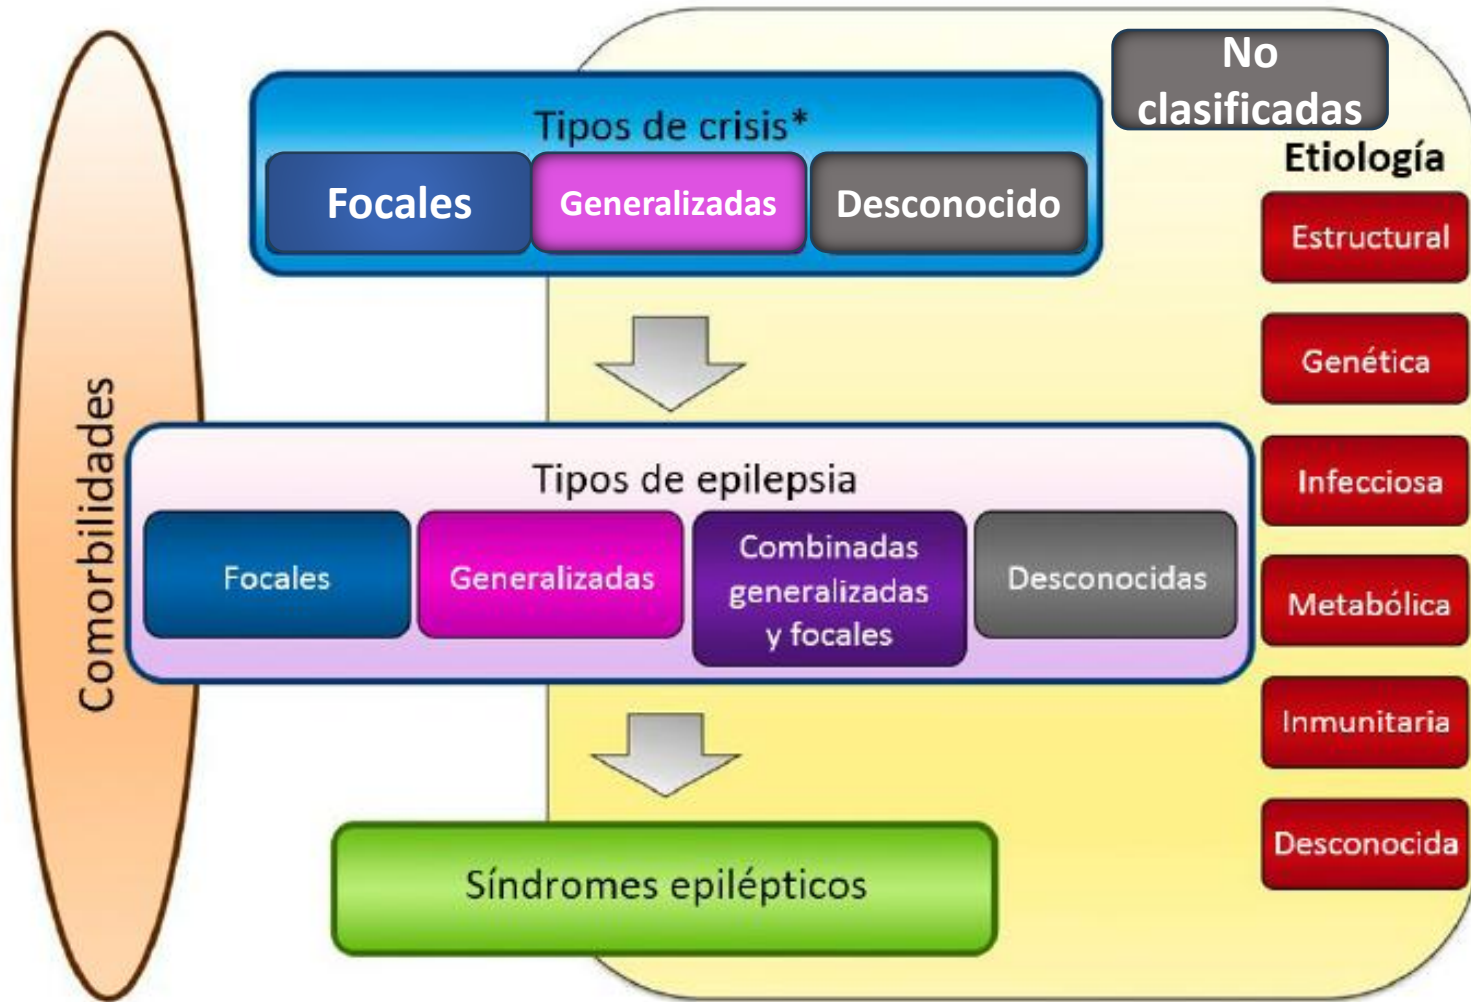 No
clasificadas
Tipos de crisis*
Focales
Generalizadas
Desconocido
Etiología
Estructural
Genética
Infecciosa
Metabólica
Inmunitaria
Desconocida
Comorbilidades
Tipos de epilepsia
Focales
Generalizadas
Combinadas
generalizadas
y focales
Desconocidas
Síndromes epilépticos